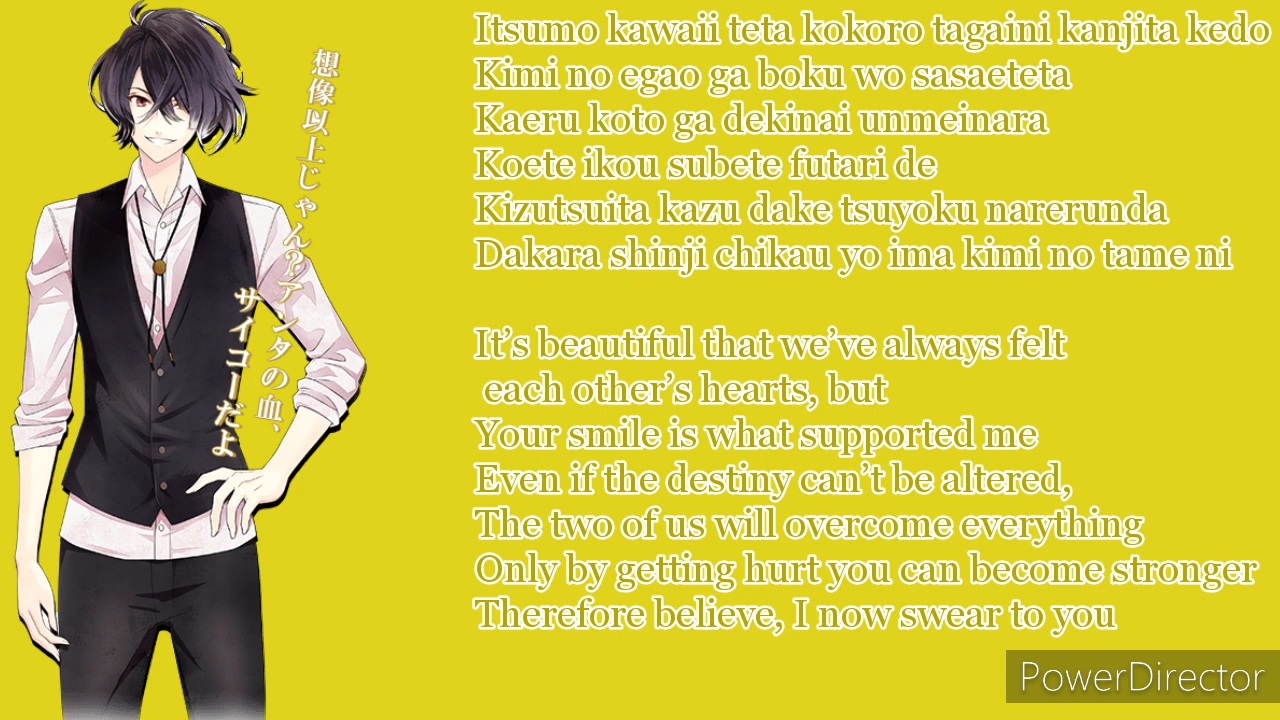 想像以上じゃん?アンタの血、
サイコーだよ
Itsumo kawaii teta kokoro tagaini kanjita kedo
Kimi no egao ga boku wo sasaeteta
Kaeru koto ga dekinai unmeinara
Koete ikou subete futari de
Kizutsuita kazu dake tsuyoku narerunda
Dakara shinji chikau yo ima kimi no tame ni
It’s beautiful that we’ve always felt
each other’s hearts, but
Your smile is what supported me
Even if the destiny can’t be altered,
The two of us will overcome everything
Only by getting hurt you can become stronger
Therefore believe, I now swear to you
PowerDirector